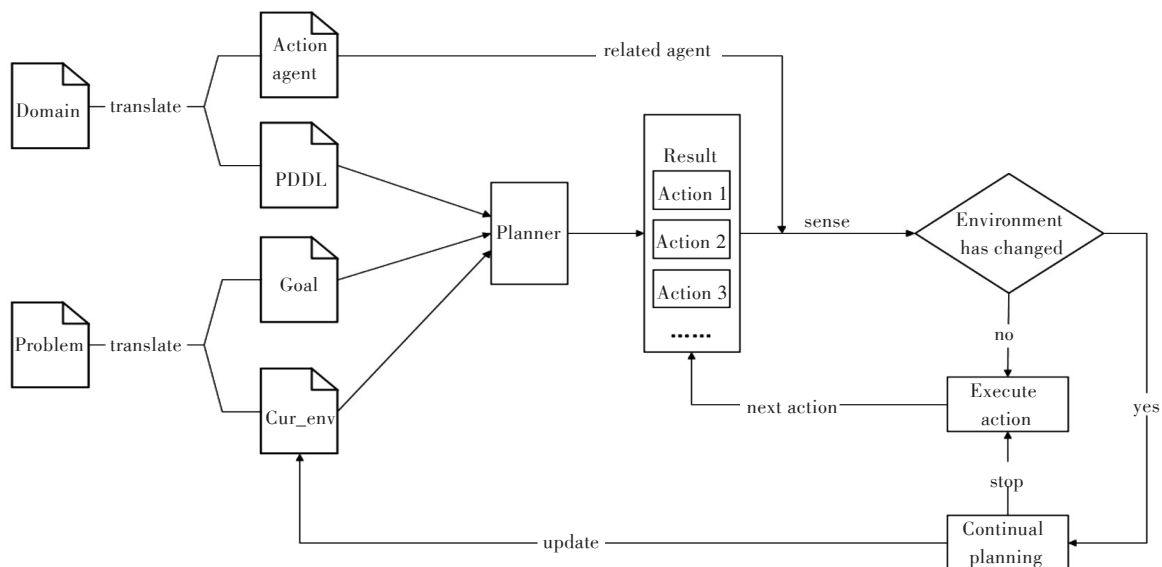 Action
agent
related agent
Domain
translate
PDDL
Result
Action 1
Planner
Action 2
sense
Environment
has changed
Goal
Action 3
......
Problem
translate
no
Cur_env
next action
Execute
action
yes
stop
update
Continual
planning